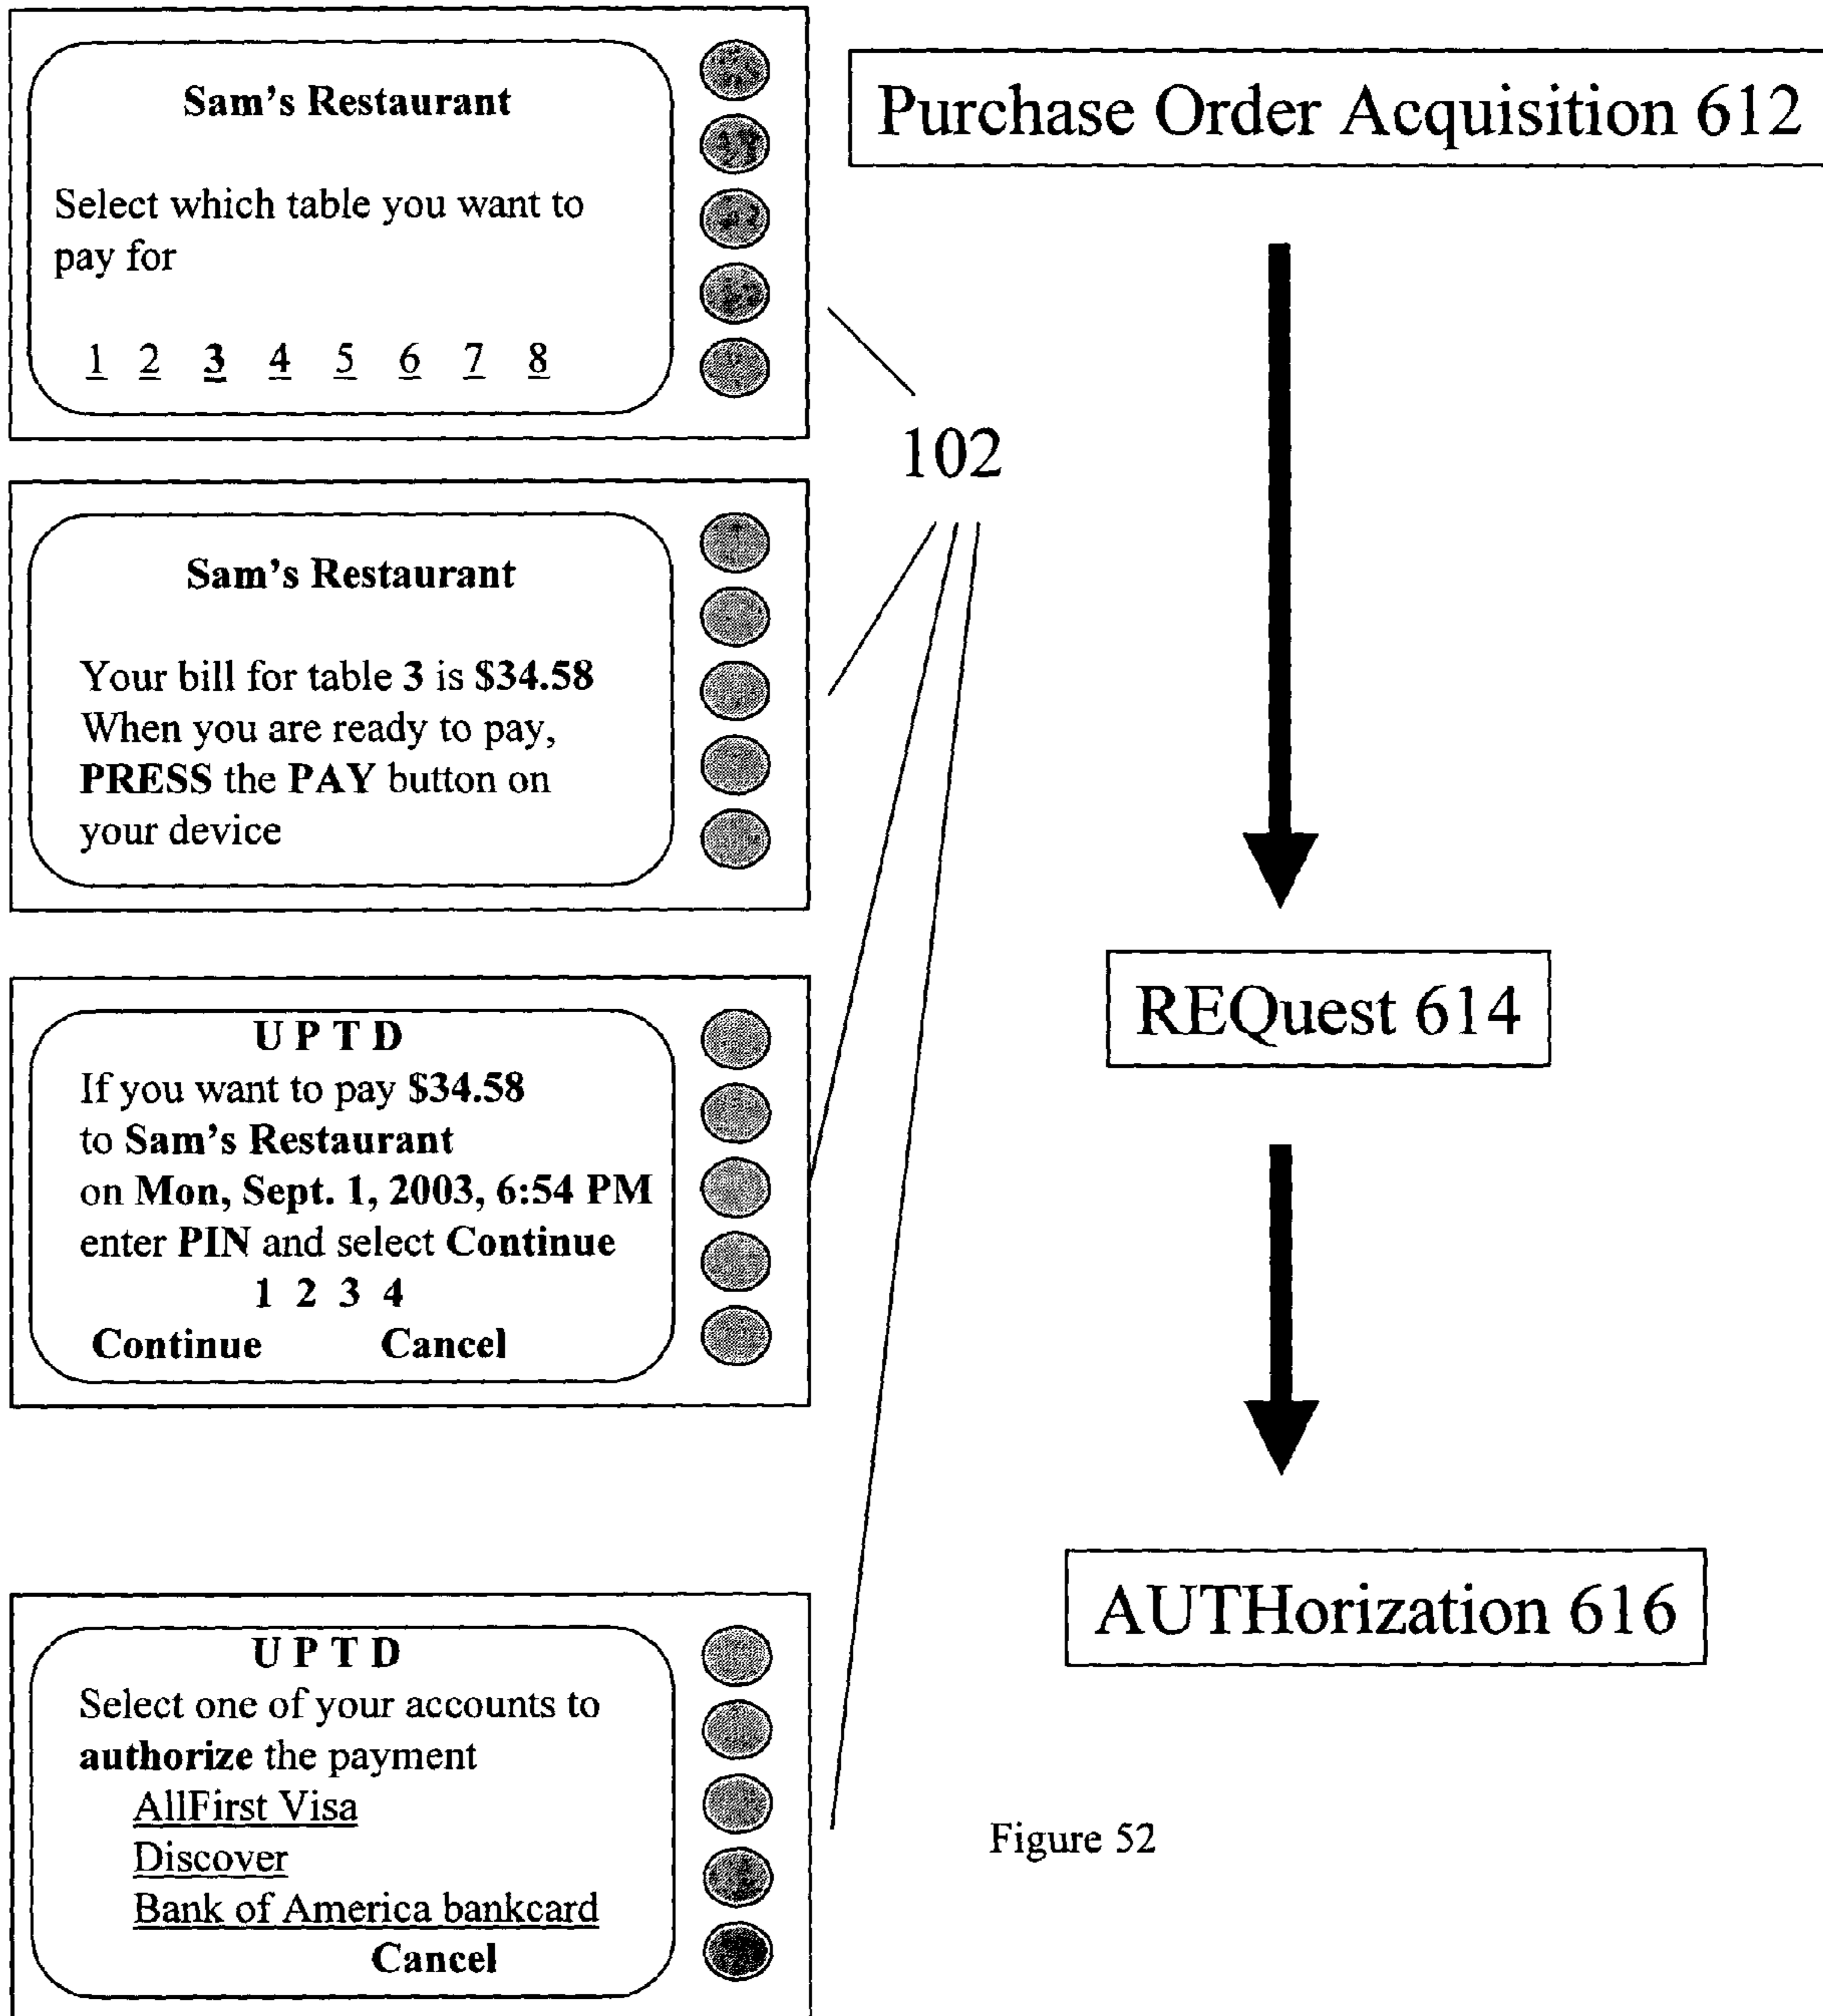 Sam's Restaurant
Select which table you want to
pay for
1 2 3 4 5 6 7 8
Purchase Order Acquisition 612
102
Sam's Restaurant
Your bill for table 3 is $34.58
When you are ready to pay,
PRESS the PAY button on
your device
U P T D
If you want to pay $34.58
to Sam's Restaurant
on Mon, Sept. 1, 2003, 6:54 PM
enter PIN and select Continue
1 2 3 4
Continue Cancel
REQuest 614
U P T D
Select one of your accounts to
authorize the payment
AllFirst Visa
Discover
Bank of America bankcard
Cancel
AUTHorization 616
Figure 52